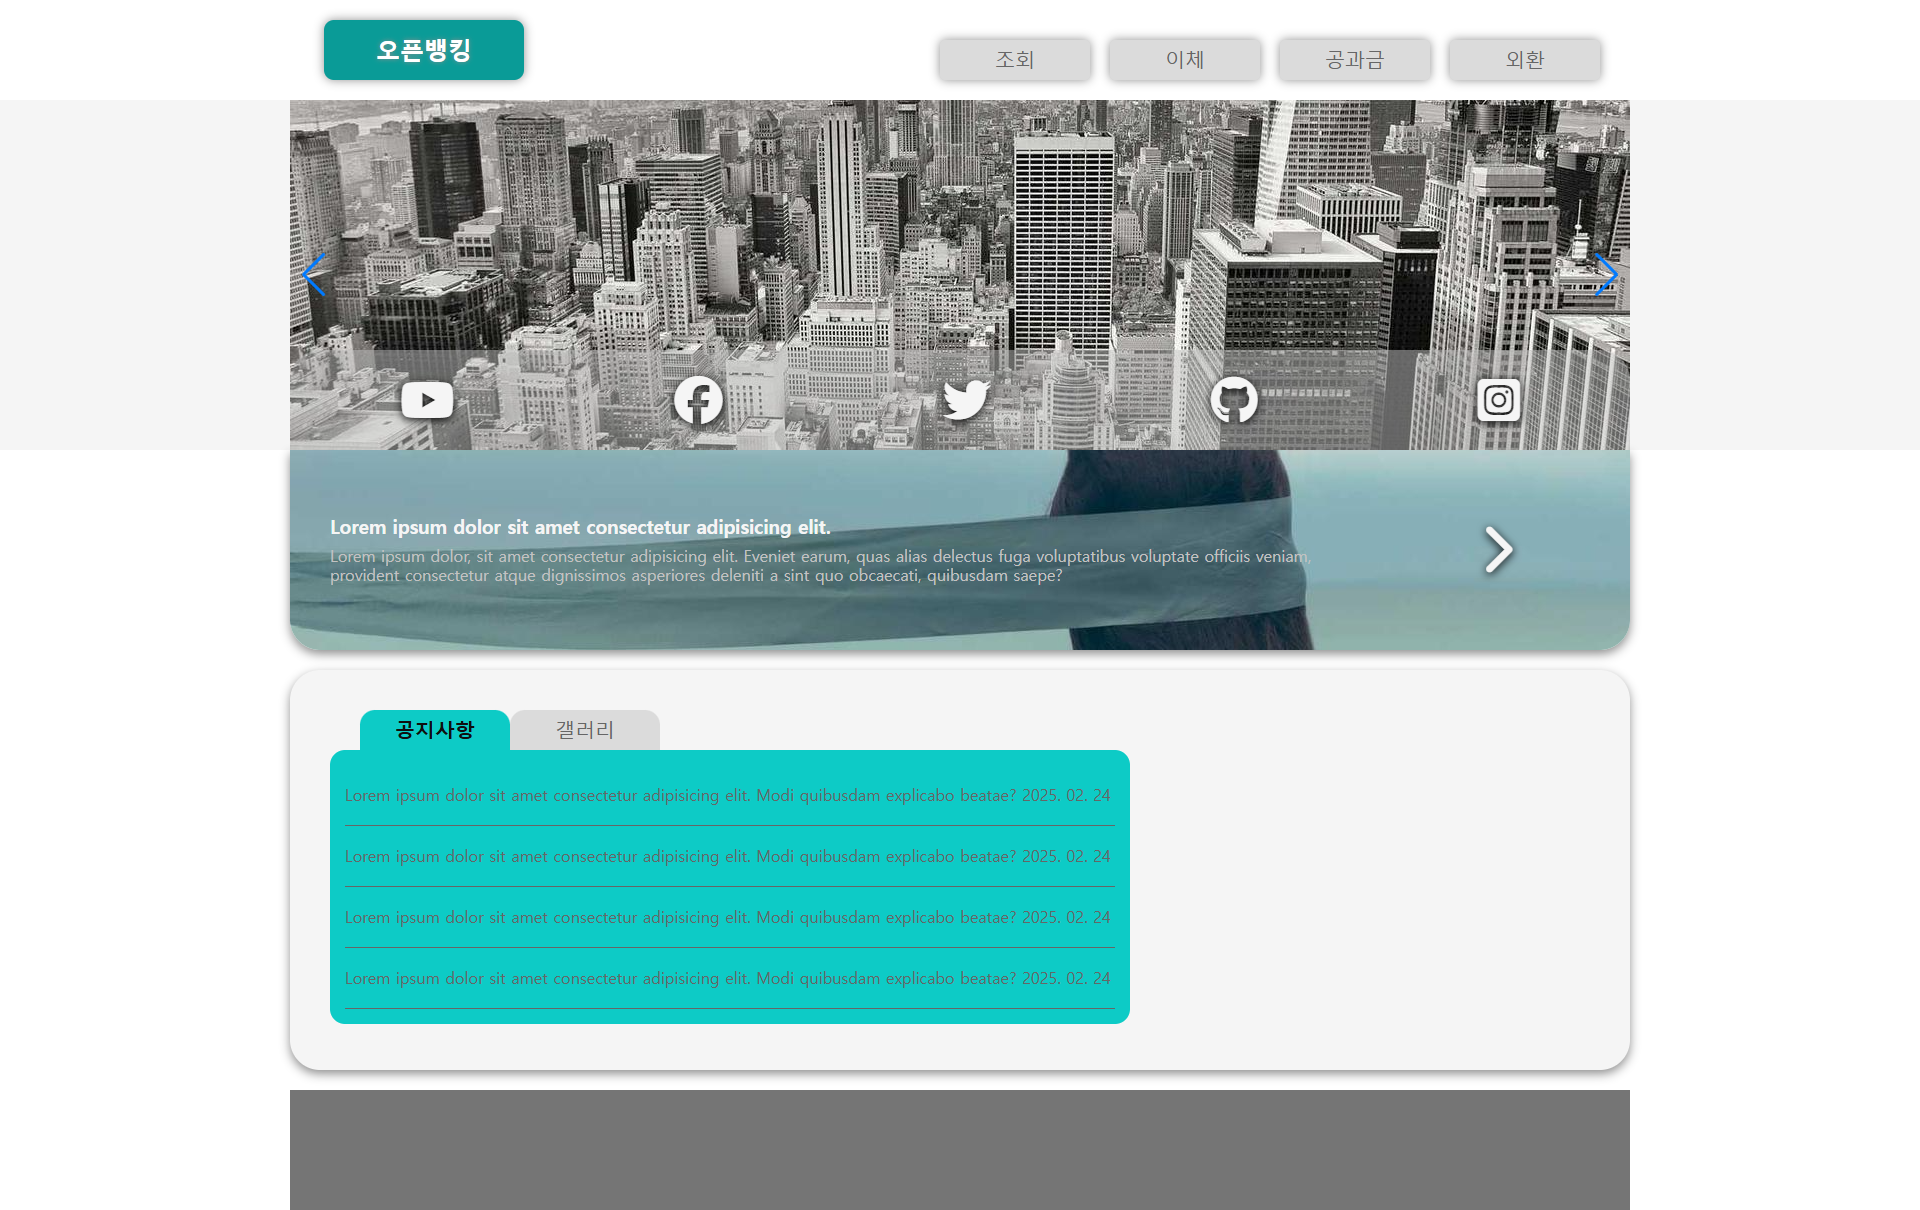 오픈뱅킹
조회 이체 공과금 외환
Lorem ipsum dolor sit amet consectetur adipisicing elit.
Lorem ipsum dolor, sit amet consectetur adipisicing elit. Eveniet earum, quas alias delectus fuga voluptatibus voluptate officiis veniam,
provident consectetur atque dignissimos asperiores deleniti a sint quo obcaecati, quibusdam saepe?
공지사항 갤러리
Lorem ipsum dolor sit amet consectetur adipisicing elit. Modi quibusdam explicabo beatae? 2025. 02. 24
Lorem ipsum dolor sit amet consectetur adipisicing elit. Modi quibusdam explicabo beatae? 2025. 02. 24
Lorem ipsum dolor sit amet consectetur adipisicing elit. Modi quibusdam explicabo beatae? 2025. 02. 24
Lorem ipsum dolor sit amet consectetur adipisicing elit. Modi quibusdam explicabo beatae? 2025. 02. 24